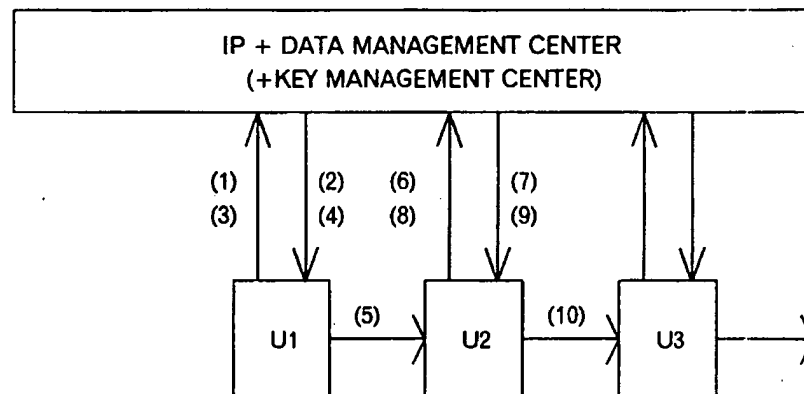 IP + DATA MANAGEMENT CENTER
(+KEY MANAGEMENT CENTER)
(1) (2) (6) (7)
(3) (4) (8) (9)
(5) (10)
U1 U2 U3